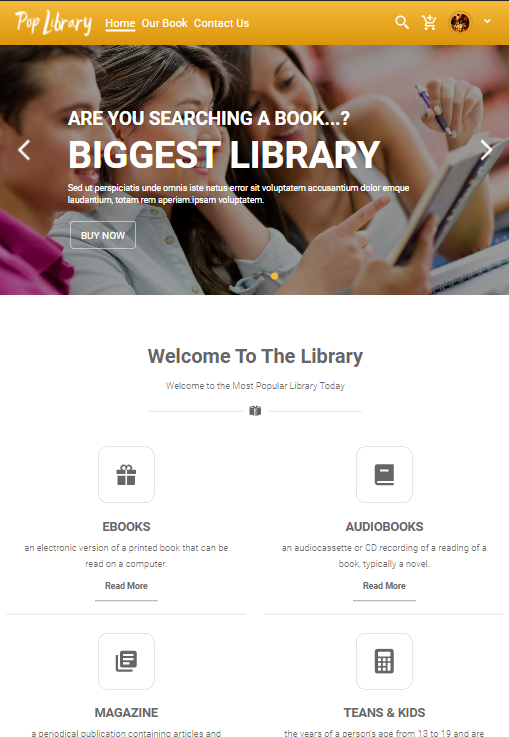 Pop Library Home Our Book Contact Us
ARE YOU SEARCHING A BOOK...?
BIGGEST LIBRARY
Sed ut perspiciatis unde omnis iste natus error sit voluptatem accusantium dolor emque
laudantium, totam rem aperiam.ipsam voluptatem.
BUY NOW
Welcome To The Library
Welcome to the Most Popular Library Today
EBOOKS
an electronic version of a printed book that can be
read on a computer.
Read More
AUDIOBOOKS
an audiocassette or CD recording of a reading of a
book, typically a novel.
Read More
MAGAZINE
a periodical publication containing articles and
TEANS & KIDS
the years of a person's age from 13 to 19 and are